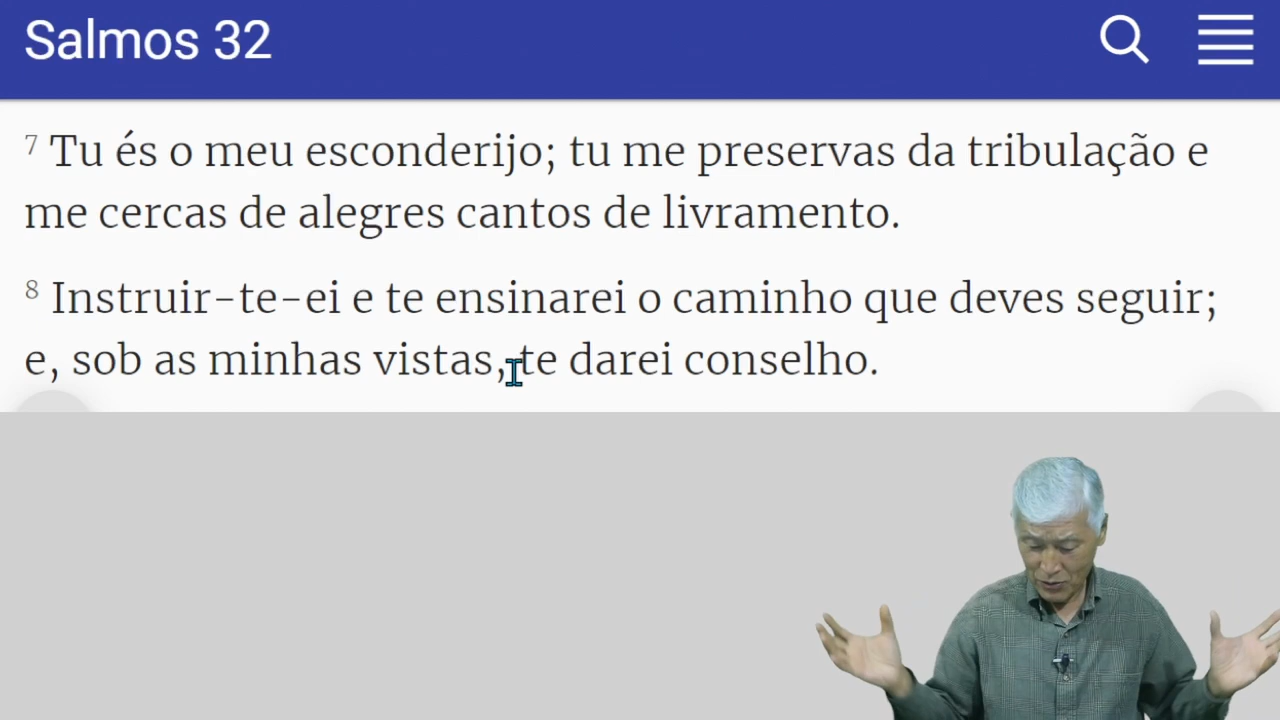 Salmos 32
7 Tu és o meu esconderijo; tu me preservas da tribulação e
me cercas de alegres cantos de livramento.
8 Instruir-te-ei e te ensinarei o caminho que deves seguir;
e, sob as minhas vistas, te darei conselho.